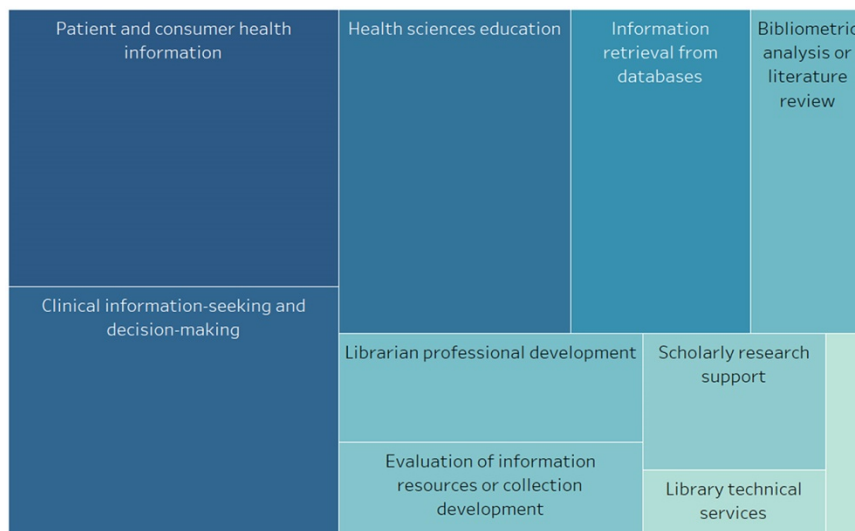 Patient and consumer health
information
Health sciences education
Information
retrieval from
databases
Bibliometric
analysis or
literature
review
Clinical information-seeking and
decision-making
Librarian professional development
Scholarly research
support
Evaluation of information
resources or collection
development
Library technical
services